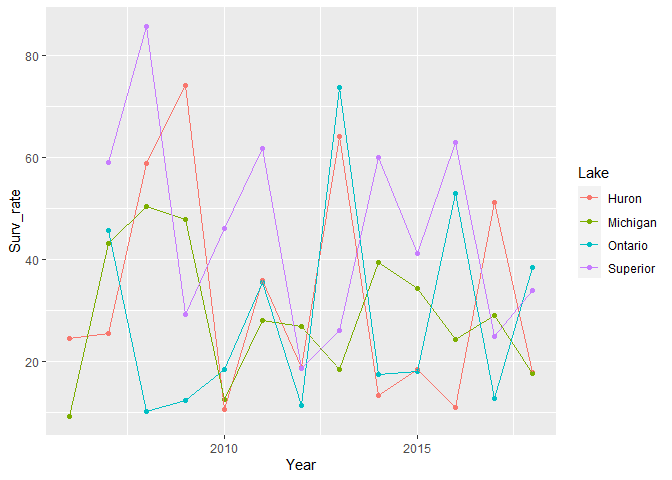 80
60
40
20
Surv_rate
2010
2015
Year
Lake
Huron
Michigan
Ontario
Superior